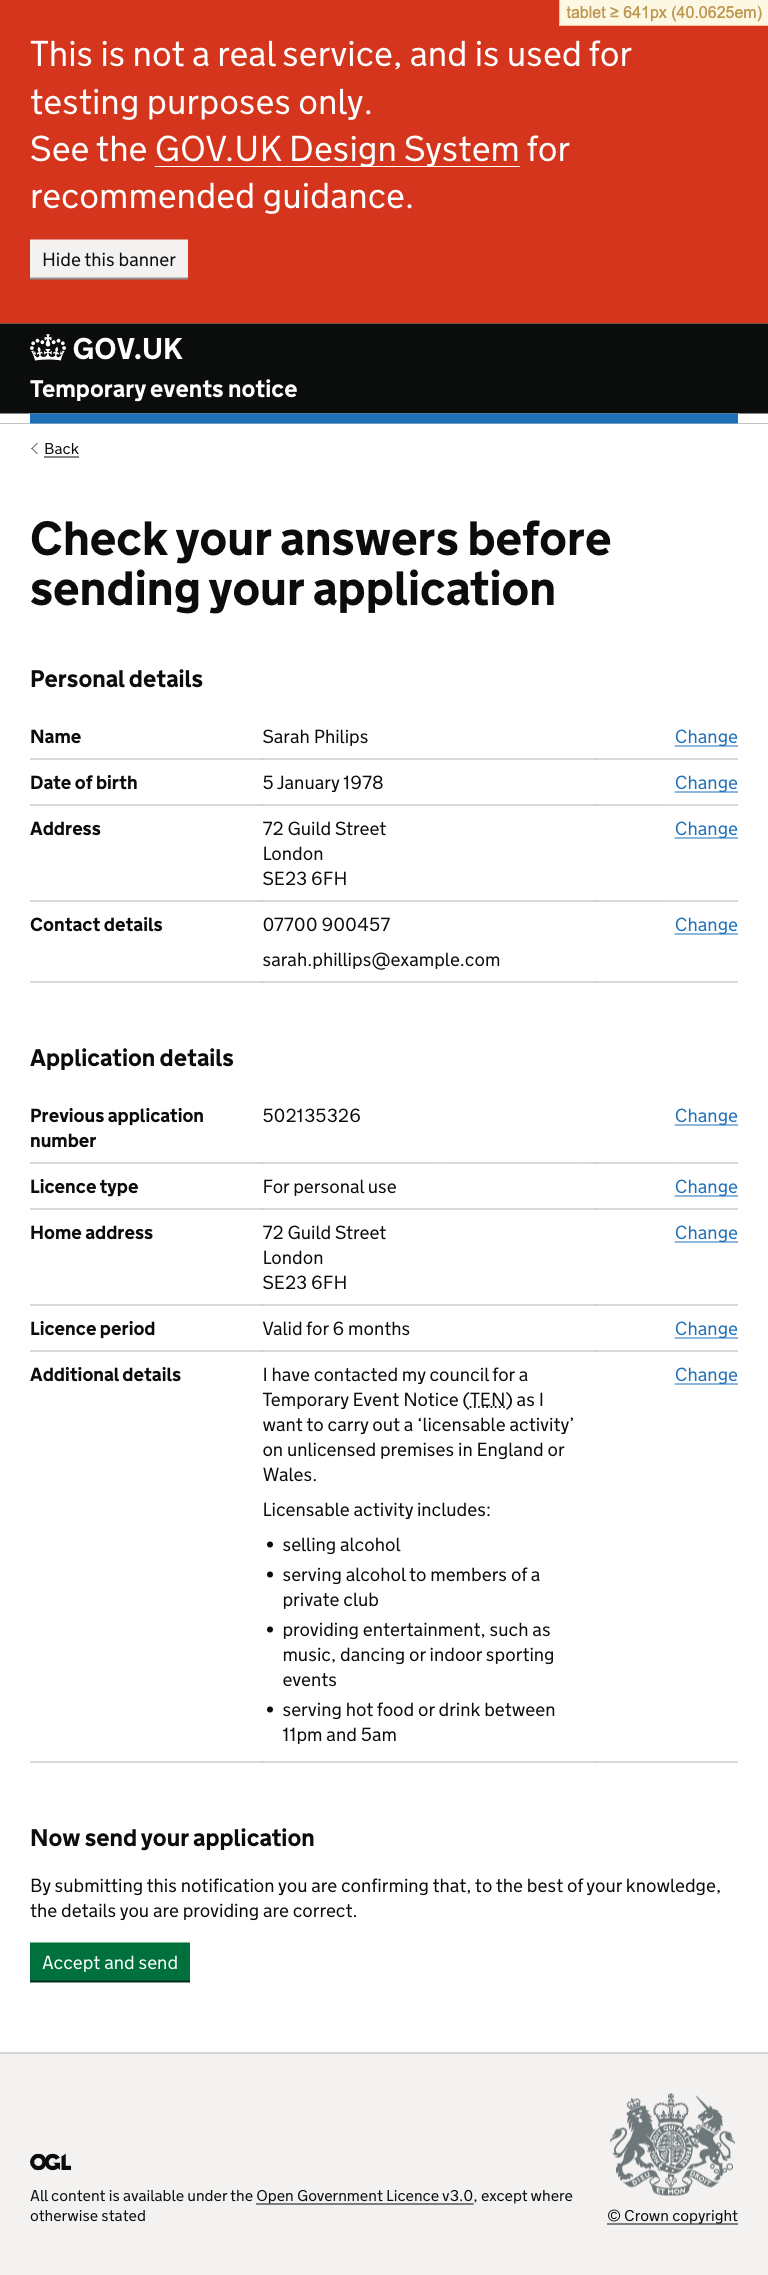 tablet ≥ 641px (40.0625em)
This is not a real service, and is used for
testing purposes only.
See the GOV.UK Design System for
recommended guidance.
Hide this banner
GOV.UK
Temporary events notice
Back
Check your answers before
sending your application
Personal details
Name Sarah Philips Change
Date of birth 5 January 1978 Change
Address 72 Guild Street Change
London
SE23 6FH
Contact details 07700 900457 Change
sarah.phillips@example.com
Application details
Previous application 502135326 Change
number
Licence type For personal use Change
Home address 72 Guild Street Change
London
SE23 6FH
Licence period Valid for 6 months Change
Additional details I have contacted my council for a Change
Temporary Event Notice (TEN) as I
want to carry out a ‘licensable activity’
on unlicensed premises in England or
Wales.
Licensable activity includes:
• selling alcohol
• serving alcohol to members of a
private club
• providing entertainment, such as
music, dancing or indoor sporting
events
• serving hot food or drink between
11pm and 5am
Now send your application
By submitting this notification you are confirming that, to the best of your knowledge,
the details you are providing are correct.
Accept and send
OGL
All content is available under the Open Government Licence v3.0, except where
otherwise stated
© Crown copyright